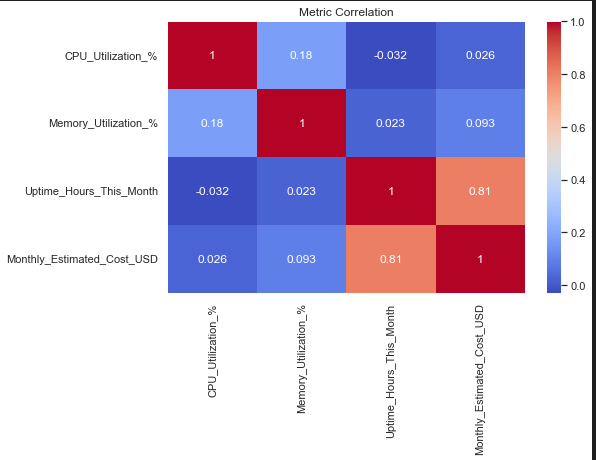 Metric Correlation
CPU_Utilization_% 1 0.18 -0.032 0.026
Memory_Utilization_% 0.18 1 0.023 0.093
Uptime_Hours_This_Month -0.032 0.023 1 0.81
Monthly_Estimated_Cost_USD 0.026 0.093 0.81 1
CPU_Utilization_%
Memory_Utilization_%
Uptime_Hours_This_Month
Monthly_Estimated_Cost_USD
1.0
0.8
0.6
0.4
0.2
0.0